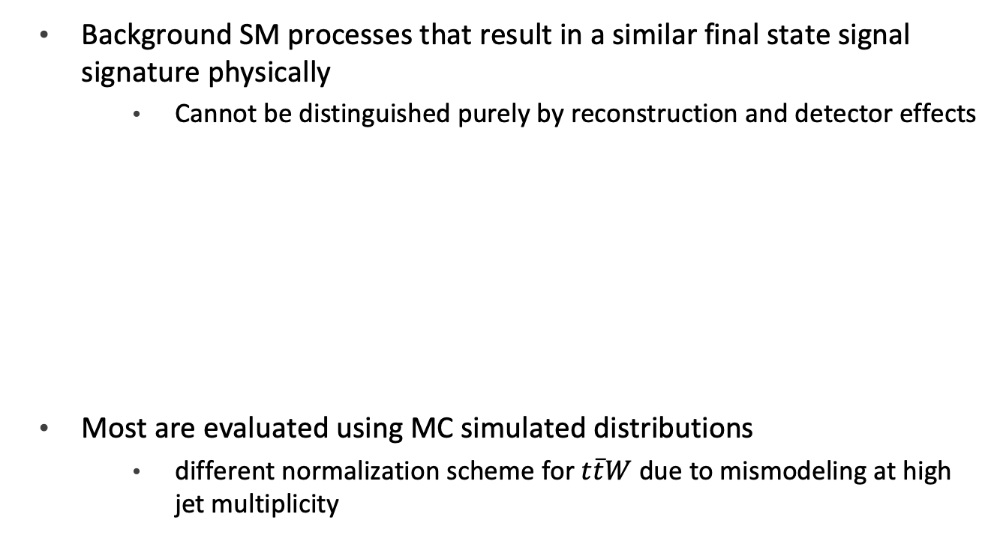 • Background SM processes that result in a similar final state signal
signature physically
• Cannot be distinguished purely by reconstruction and detector effects
• Most are evaluated using MC simulated distributions
• different normalization scheme for tt̄W due to mismodeling at high
jet multiplicity